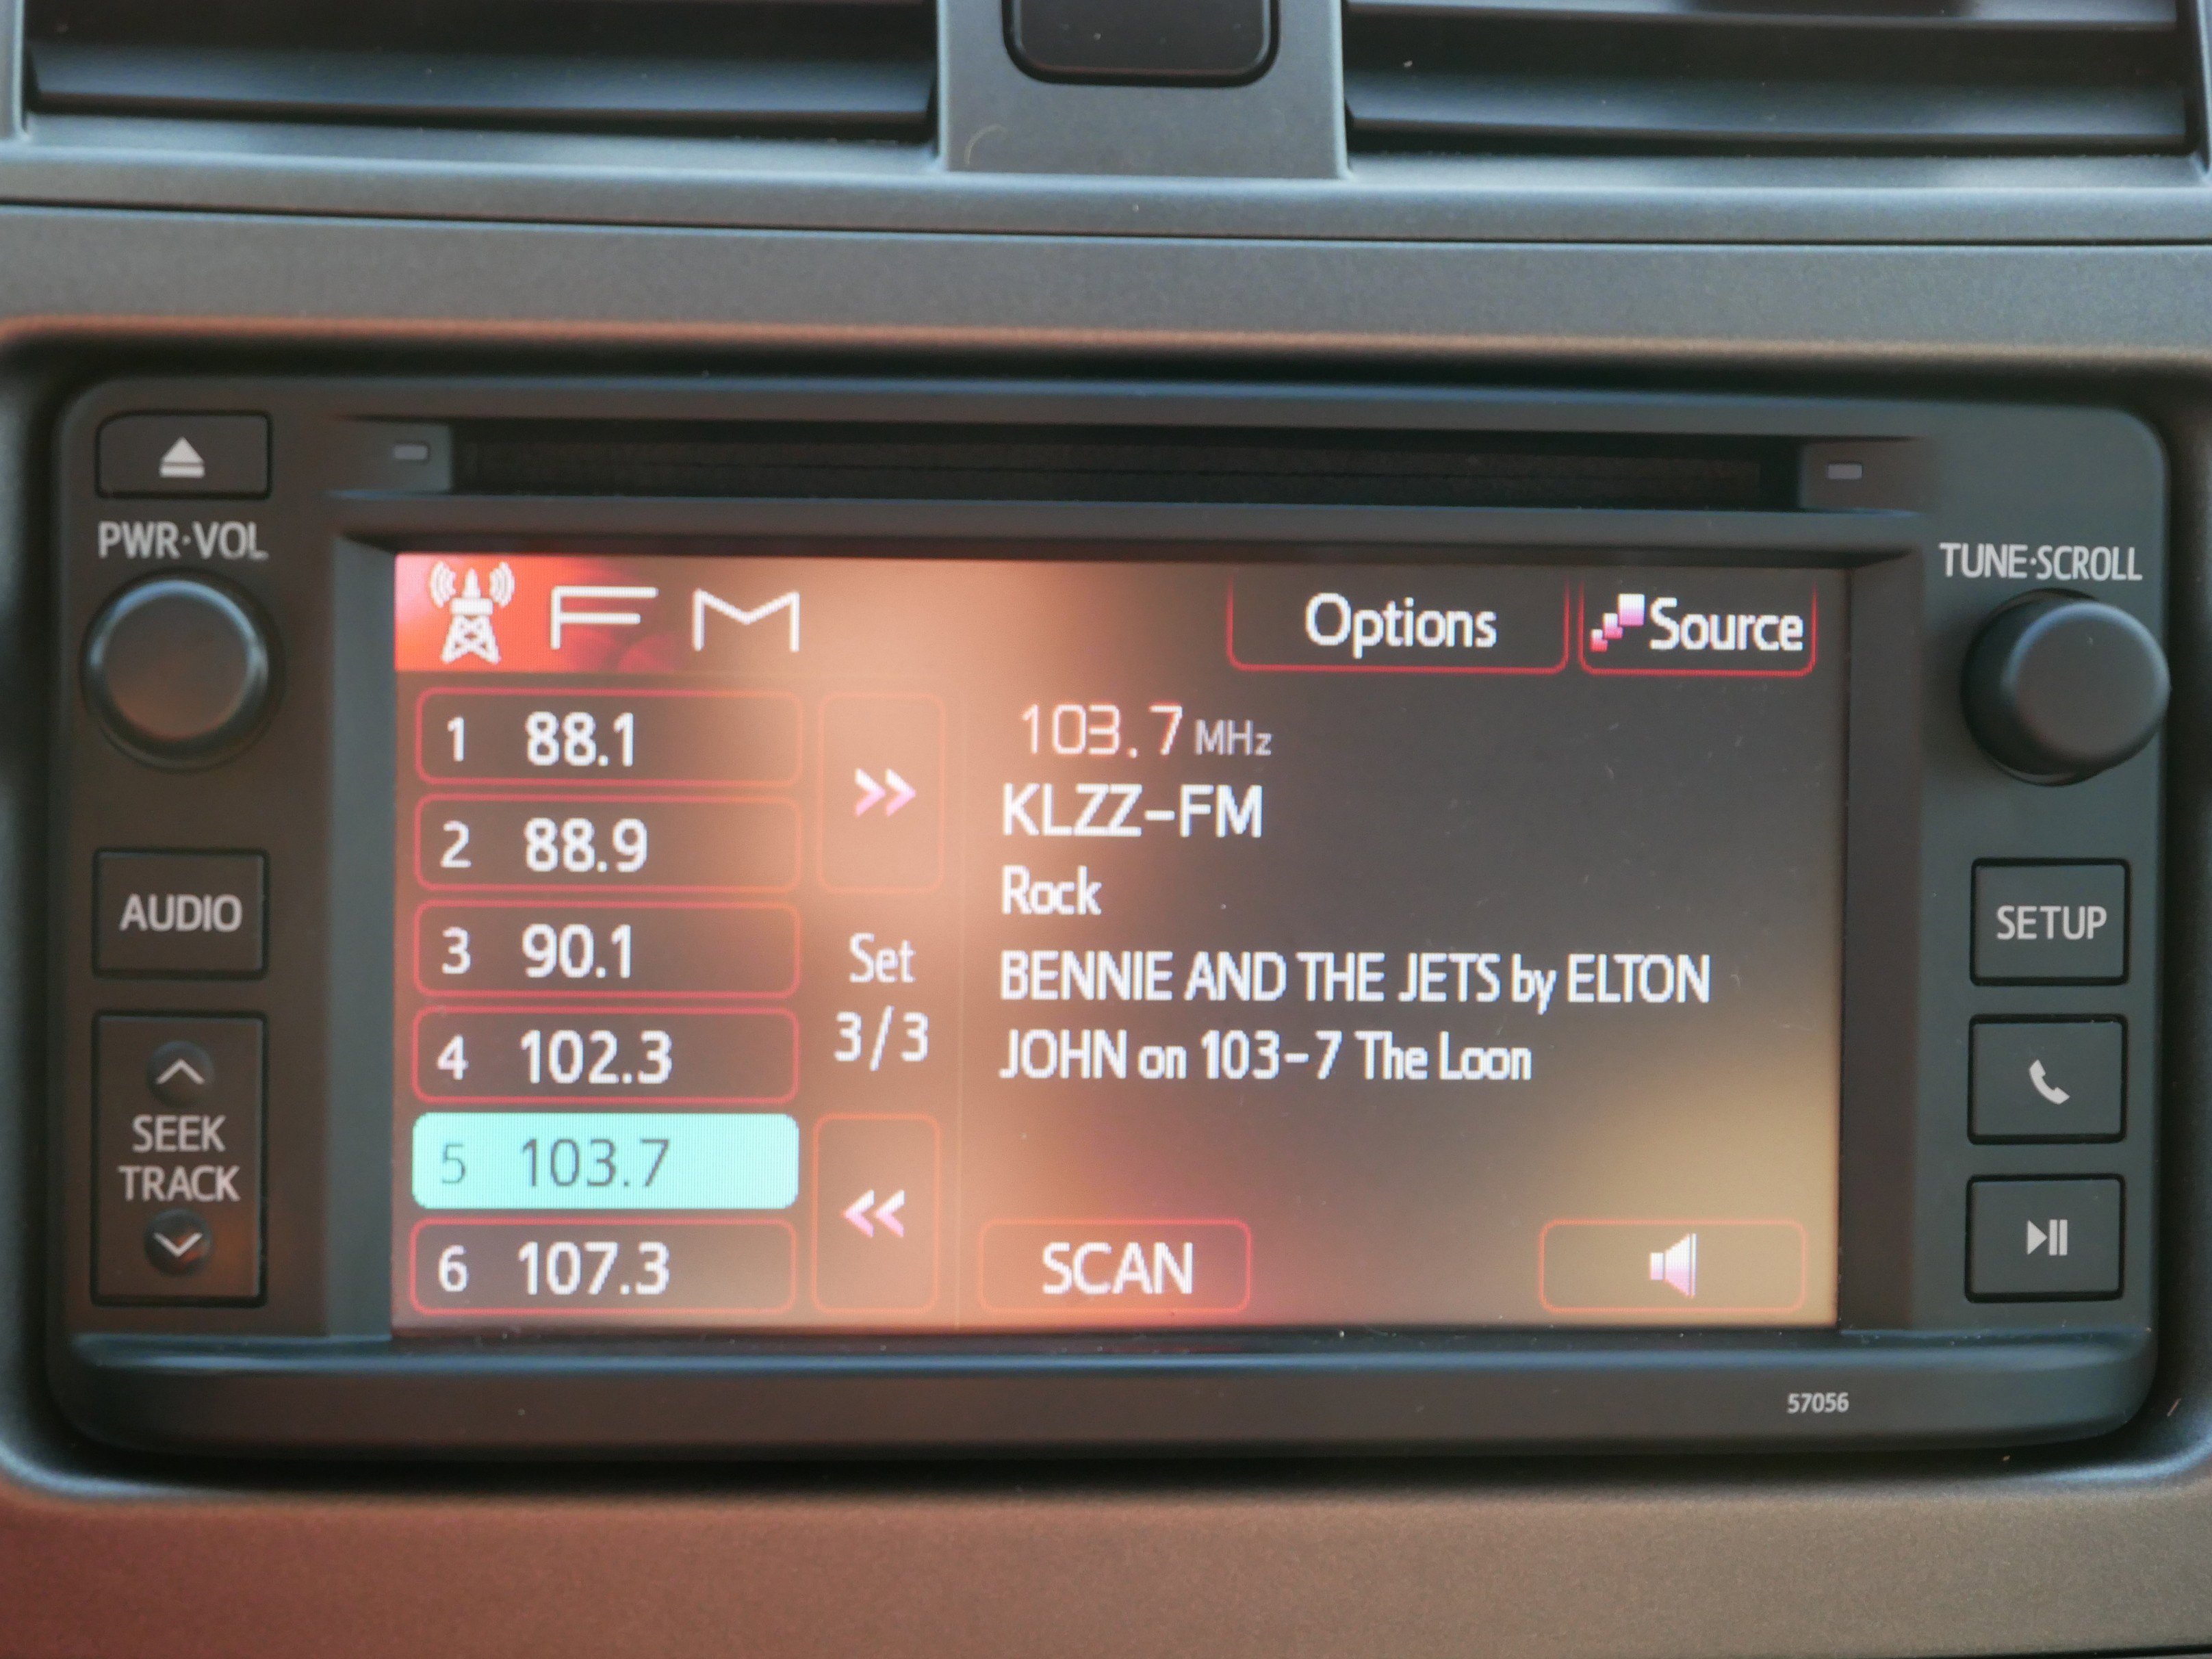 PWR·VOL
TUNE·SCROLL
FM
Options
Source
1 88.1
103.7 MHz
KLZZ-FM
2 88.9
Rock
AUDIO
SETUP
3 90.1
Set
3/3
BENNIE AND THE JETS by ELTON
JOHN on 103-7 The Loon
4 102.3
SEEK
TRACK
5 103.7
6 107.3
SCAN
57056